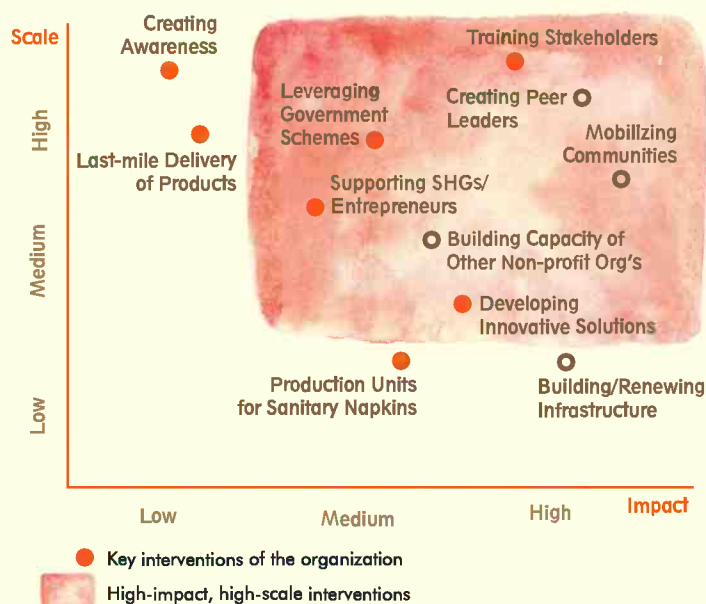 Scale
Creating
Awareness
Training Stakeholders
Leveraging
Government
Schemes
Creating Peer
Leaders
High
Mobilizing
Communities
Last-mile Delivery
of Products
Supporting SHGs/
Entrepreneurs
Medium
Building Capacity of
Other Non-profit Org's
Developing
Innovative Solutions
Production Units
for Sanitary Napkins
Building/Renewing
Infrastructure
Low
Low
Medium
High
Impact
Key interventions of the organization
High-impact, high-scale interventions